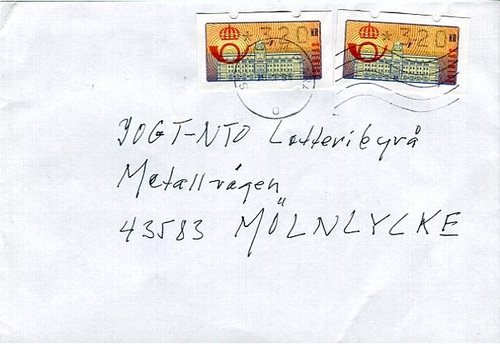 *320 *320
IOGT-NTO Lotteribyrå
Metallvägen
43583 MÖLNLYCKE